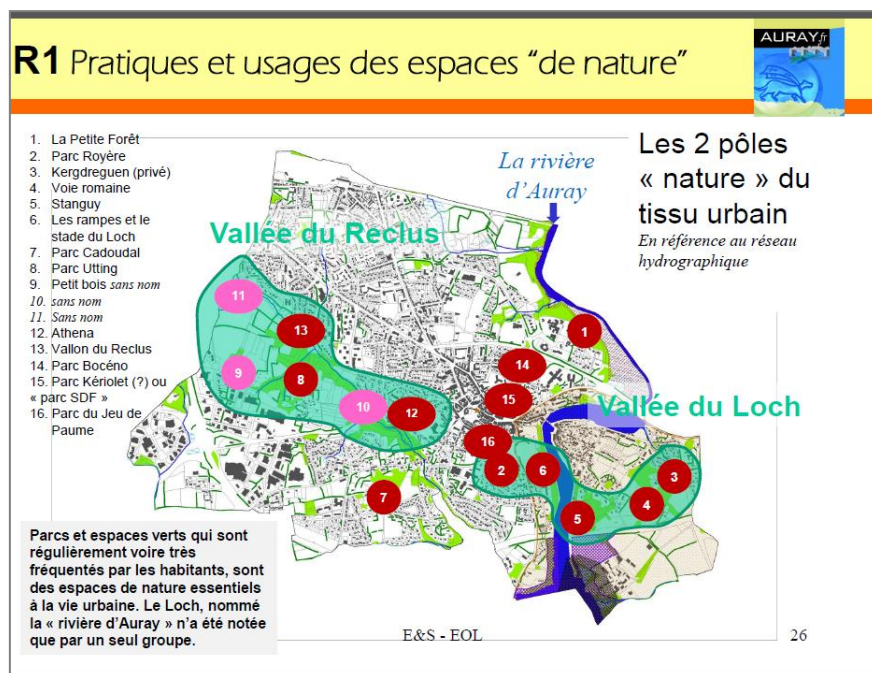 R1 Pratiques et usages des espaces “de nature”
AURAY.fr
1. La Petite Forêt
2. Parc Royère
3. Kergdreguen (privé)
4. Voie romaine
5. Stanguy
6. Les rampes et le
stade du Loch
7. Parc Cadoudal
8. Parc Utting
9. Petit bois sans nom
10. sans nom
11. Sans nom
12. Athena
13. Vallon du Reclus
14. Parc Bocéno
15. Parc Kériolet (?) ou
« parc SDF »
16. Parc du Jeu de
Paume
La rivière
d’Auray
Les 2 pôles
« nature » du
tissu urbain
En référence au réseau
hydrographique
Vallée du Reclus
11
13
1
14
9
8
15
10
12
Vallée du Loch
16
2
6
3
7
5
4
Parcs et espaces verts qui sont
régulièrement voire très
fréquentés par les habitants, sont
des espaces de nature essentiels
à la vie urbaine. Le Loch, nommé
la « rivière d’Auray » n’a été notée
que par un seul groupe.
E&S - EOL
26